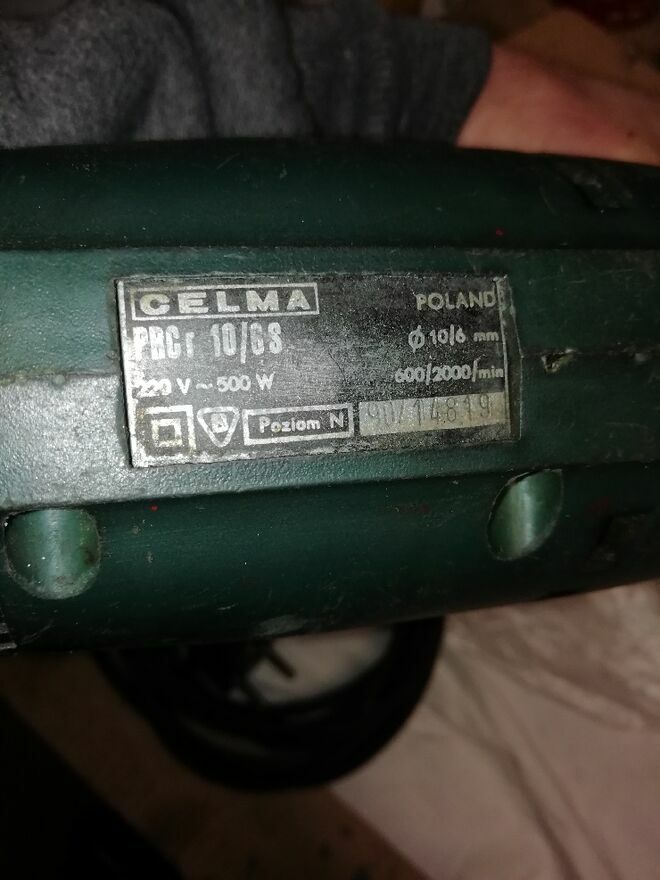 CELMA POLAND
PRCr 10/6S Ø 10/6 mm
220 V ~ 500 W 600/2000/min
B Poziom N 90/14819